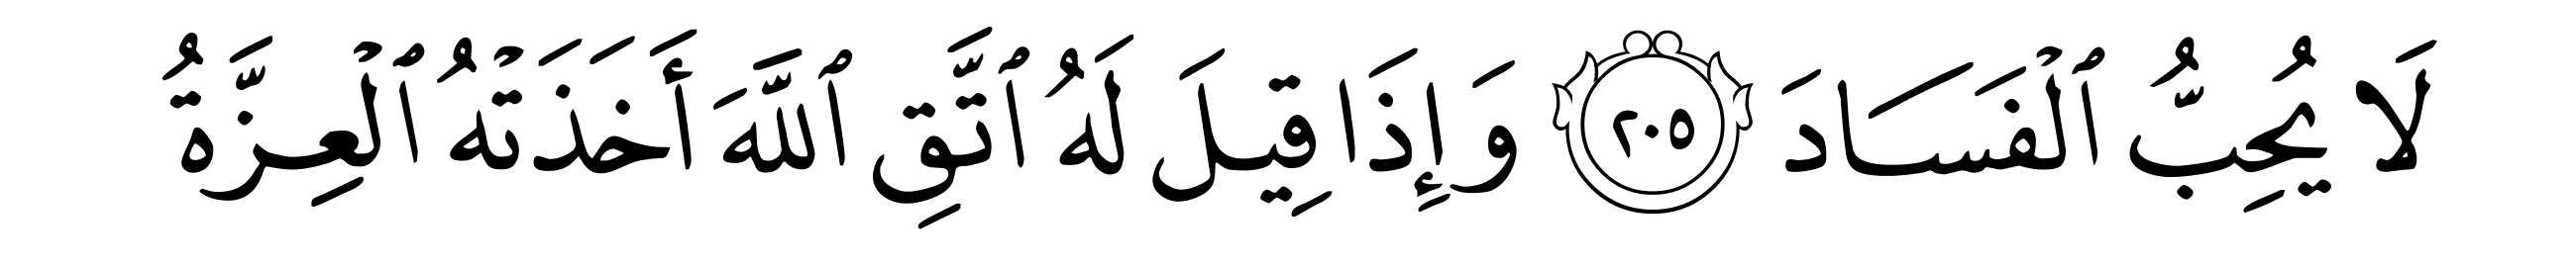 لَا يُحِبُّ ٱلْفَسَادَ ٢٠٥ وَإِذَا قِيلَ لَهُ ٱتَّقِ ٱللَّهَ أَخَذَتْهُ ٱلْعِزَّةُ